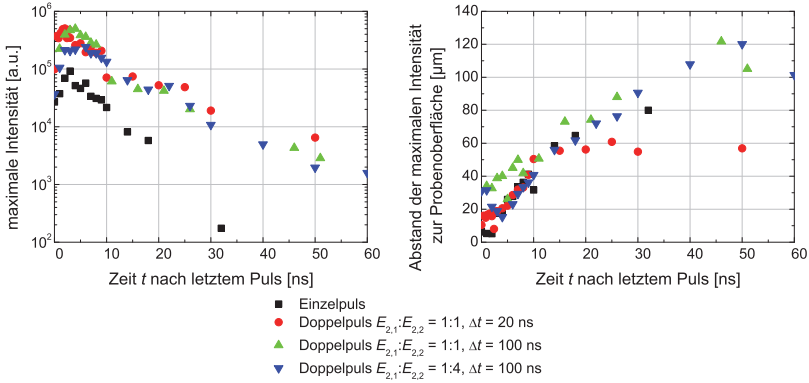 maximale Intensität [a.u.]
10^6
10^5
10^4
10^3
10^2
0 10 20 30 40 50 60
Zeit t nach letztem Puls [ns]
Abstand der maximalen Intensität
zur Probenoberfläche [µm]
140
120
100
80
60
40
20
0
0 10 20 30 40 50 60
Zeit t nach letztem Puls [ns]
Einzelpuls
Doppelpuls E2,1:E2,2 = 1:1, Δt = 20 ns
Doppelpuls E2,1:E2,2 = 1:1, Δt = 100 ns
Doppelpuls E2,1:E2,2 = 1:4, Δt = 100 ns